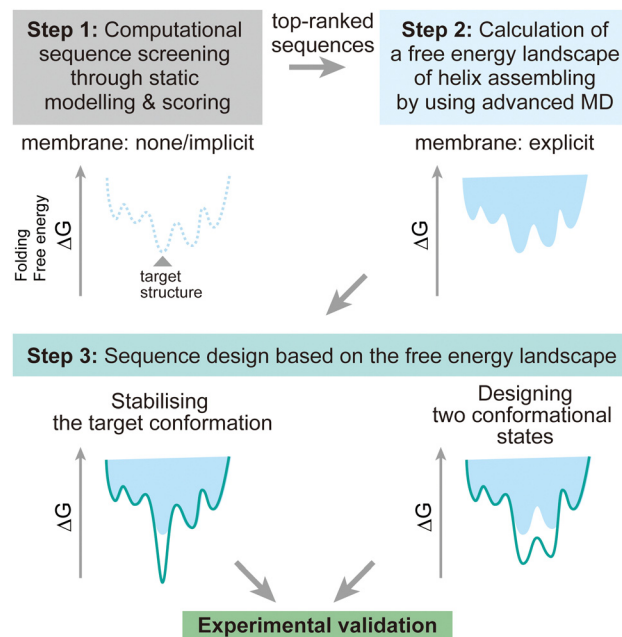 Step 1: Computational
sequence screening
through static
modelling & scoring
top-ranked
sequences
Step 2: Calculation of
a free energy landscape
of helix assembling
by using advanced MD
membrane: none/implicit
Folding
Free energy
ΔG
target
structure
membrane: explicit
ΔG
Step 3: Sequence design based on the free energy landscape
Stabilising
the target conformation
ΔG
Designing
two conformational
states
ΔG
Experimental validation